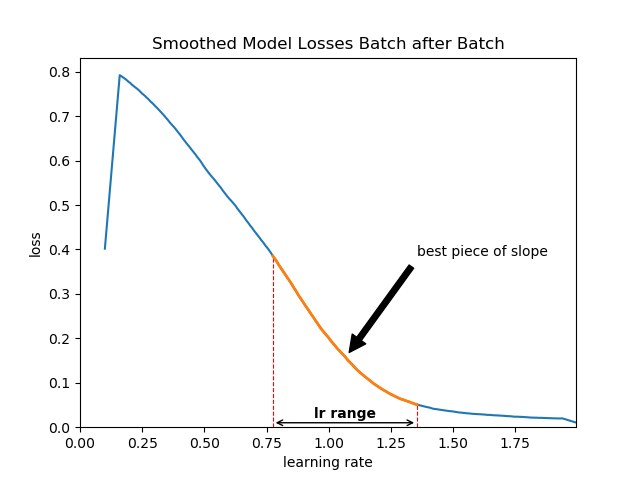 Smoothed Model Losses Batch after Batch
0.8
0.7
0.6
0.5
0.4
0.3
0.2
0.1
0.0
loss
best piece of slope
lr range
0.00 0.25 0.50 0.75 1.00 1.25 1.50 1.75
learning rate